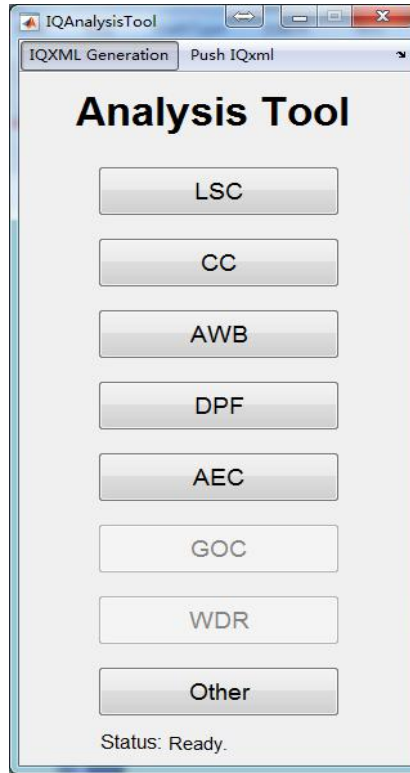 IQAnalysisTool
IQXML Generation Push IQxml
Analysis Tool
LSC
CC
AWB
DPF
AEC
GOC
WDR
Other
Status: Ready.